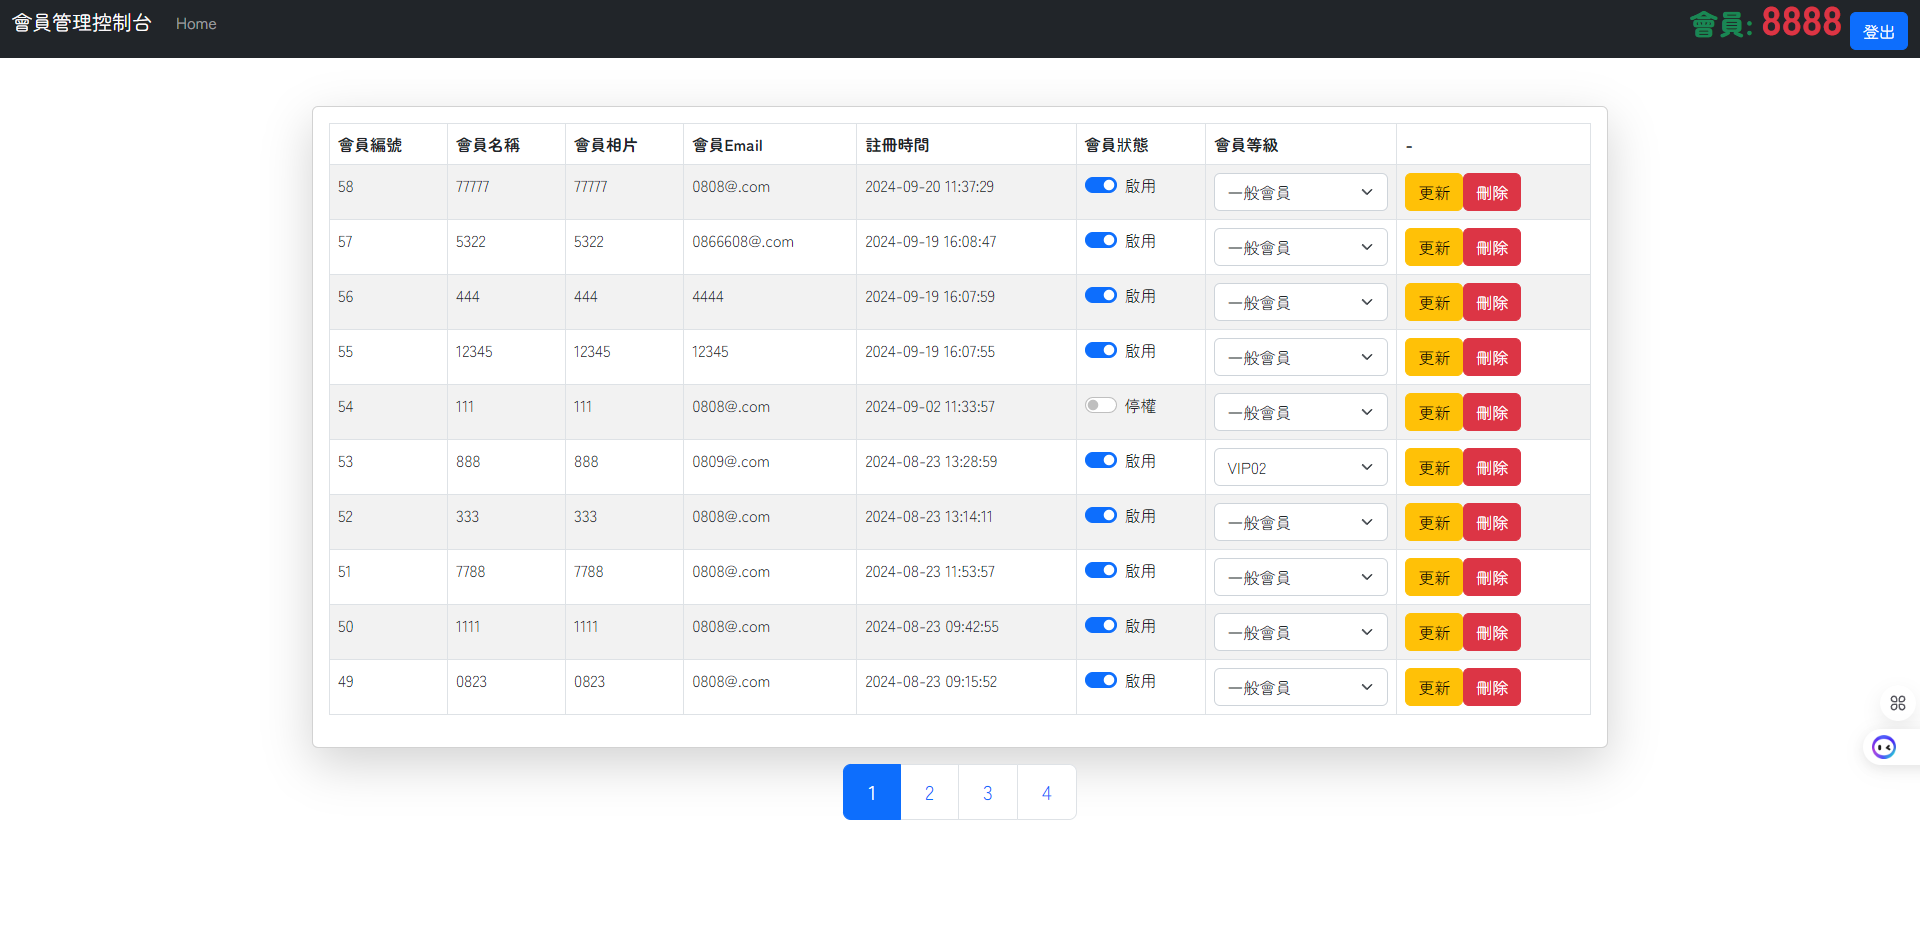 會員管理控制台 Home 會員: 8888 登出
會員編號 會員名稱 會員相片 會員Email 註冊時間 會員狀態 會員等級 -
58 77777 77777 0808@.com 2024-09-20 11:37:29 啟用 一般會員 更新 刪除
57 5322 5322 0866608@.com 2024-09-19 16:08:47 啟用 一般會員 更新 刪除
56 444 444 4444 2024-09-19 16:07:59 啟用 一般會員 更新 刪除
55 12345 12345 12345 2024-09-19 16:07:55 啟用 一般會員 更新 刪除
54 111 111 0808@.com 2024-09-02 11:33:57 停權 一般會員 更新 刪除
53 888 888 0809@.com 2024-08-23 13:28:59 啟用 VIP02 更新 刪除
52 333 333 0808@.com 2024-08-23 13:14:11 啟用 一般會員 更新 刪除
51 7788 7788 0808@.com 2024-08-23 11:53:57 啟用 一般會員 更新 刪除
50 1111 1111 0808@.com 2024-08-23 09:42:55 啟用 一般會員 更新 刪除
49 0823 0823 0808@.com 2024-08-23 09:15:52 啟用 一般會員 更新 刪除
1 2 3 4